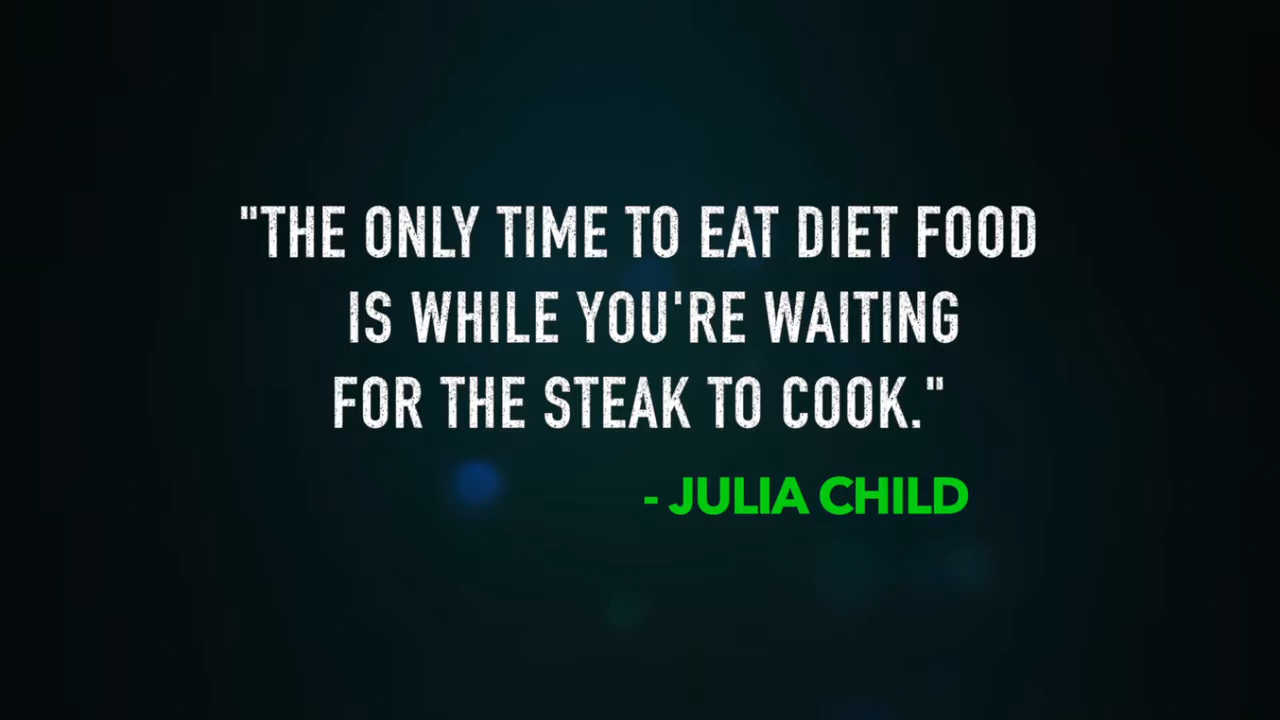 "THE ONLY TIME TO EAT DIET FOOD
IS WHILE YOU'RE WAITING
FOR THE STEAK TO COOK."
- JULIA CHILD